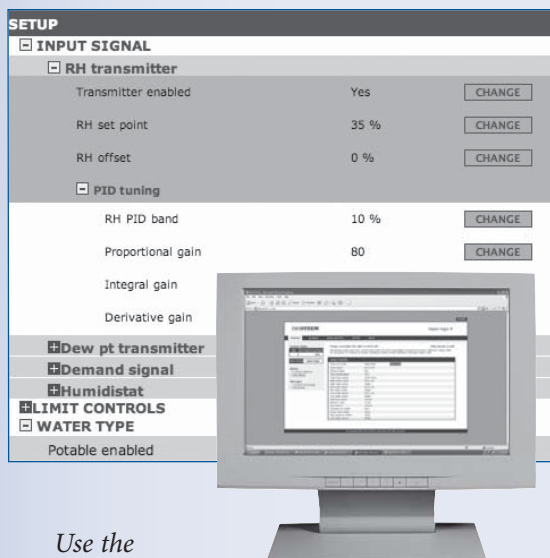 SETUP
INPUT SIGNAL
RH transmitter
Transmitter enabled Yes CHANGE
RH set point 35 % CHANGE
RH offset 0 % CHANGE
PID tuning
RH PID band 10 % CHANGE
Proportional gain 80 CHANGE
Integral gain
Derivative gain
Dew pt transmitter
Demand signal
Humidistat
LIMIT CONTROLS
WATER TYPE
Potable enabled
Use the